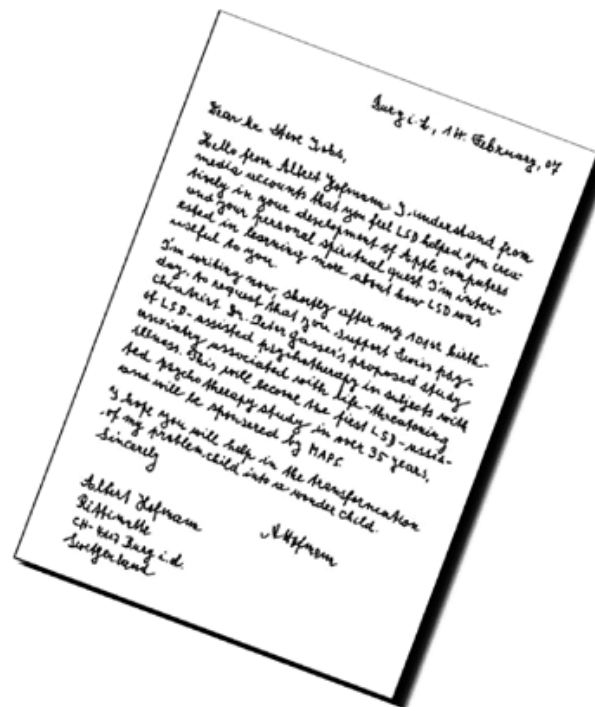 Burg i. L., 14. February, 07
Dear Mr. Steve Jobs,
Hello from Albert Hofmann. I understand from
media accounts that you feel LSD helped you crea-
tively in your development of Apple computers
and your personal spiritual quest. I'm inter-
ested in learning more about how LSD was
useful to you.
I'm writing now, shortly after my 101st birth-
day, to request that you support Swiss psy-
chiatrist Dr. Peter Gasser's proposed study
of LSD-assisted psychotherapy in subjects with
anxiety associated with life-threatening
illness. This will become the first LSD-assis-
ted psychotherapy study in over 35 years,
and will be sponsored by MAPS.
I hope you will help in the transformation
of my problem child into a wonder child.
Sincerely
A. Hofmann
Albert Hofmann
Rittimatte
CH-4117 Burg i. L.
Switzerland